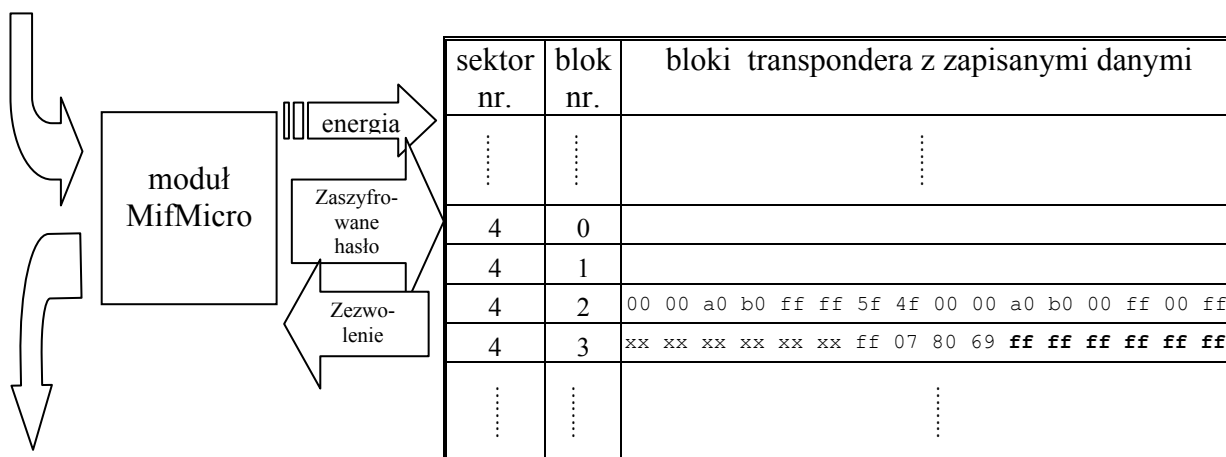 sektor nr.
blok nr.
bloki transpondera z zapisanymi danymi
energia
moduł
MifMicro
Zaszyfro-
wane
hasło
Zezwo-
lenie
4 0
4 1
4 2 00 00 a0 b0 ff ff 5f 4f 00 00 a0 b0 00 ff 00 ff
4 3 xx xx xx xx xx xx ff 07 80 69 ff ff ff ff ff ff